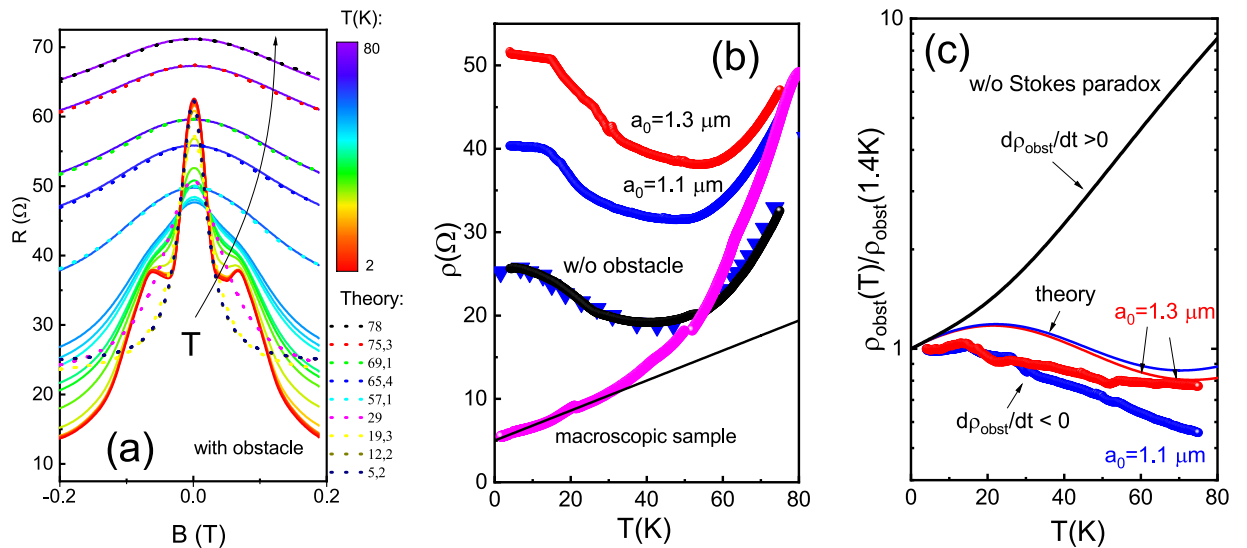 T(K):
80
2
Theory:
78
75,3
69,1
65,4
57,1
29
19,3
12,2
5,2
70
60
50
40
30
20
10
R (Ω)
T
(a)
with obstacle
-0.2
0.0
0.2
B (T)
(b)
50
40
30
20
10
0
ρ(Ω)
a₀=1.3 μm
a₀=1.1 μm
w/o obstacle
macroscopic sample
0
20
40
60
80
T(K)
(c)
10
1
ρobst(T)/ρobst(1.4K)
w/o Stokes paradox
dρobst/dt >0
theory
a₀=1.3 μm
dρobst/dt < 0
a₀=1.1 μm
0
20
40
60
80
T(K)